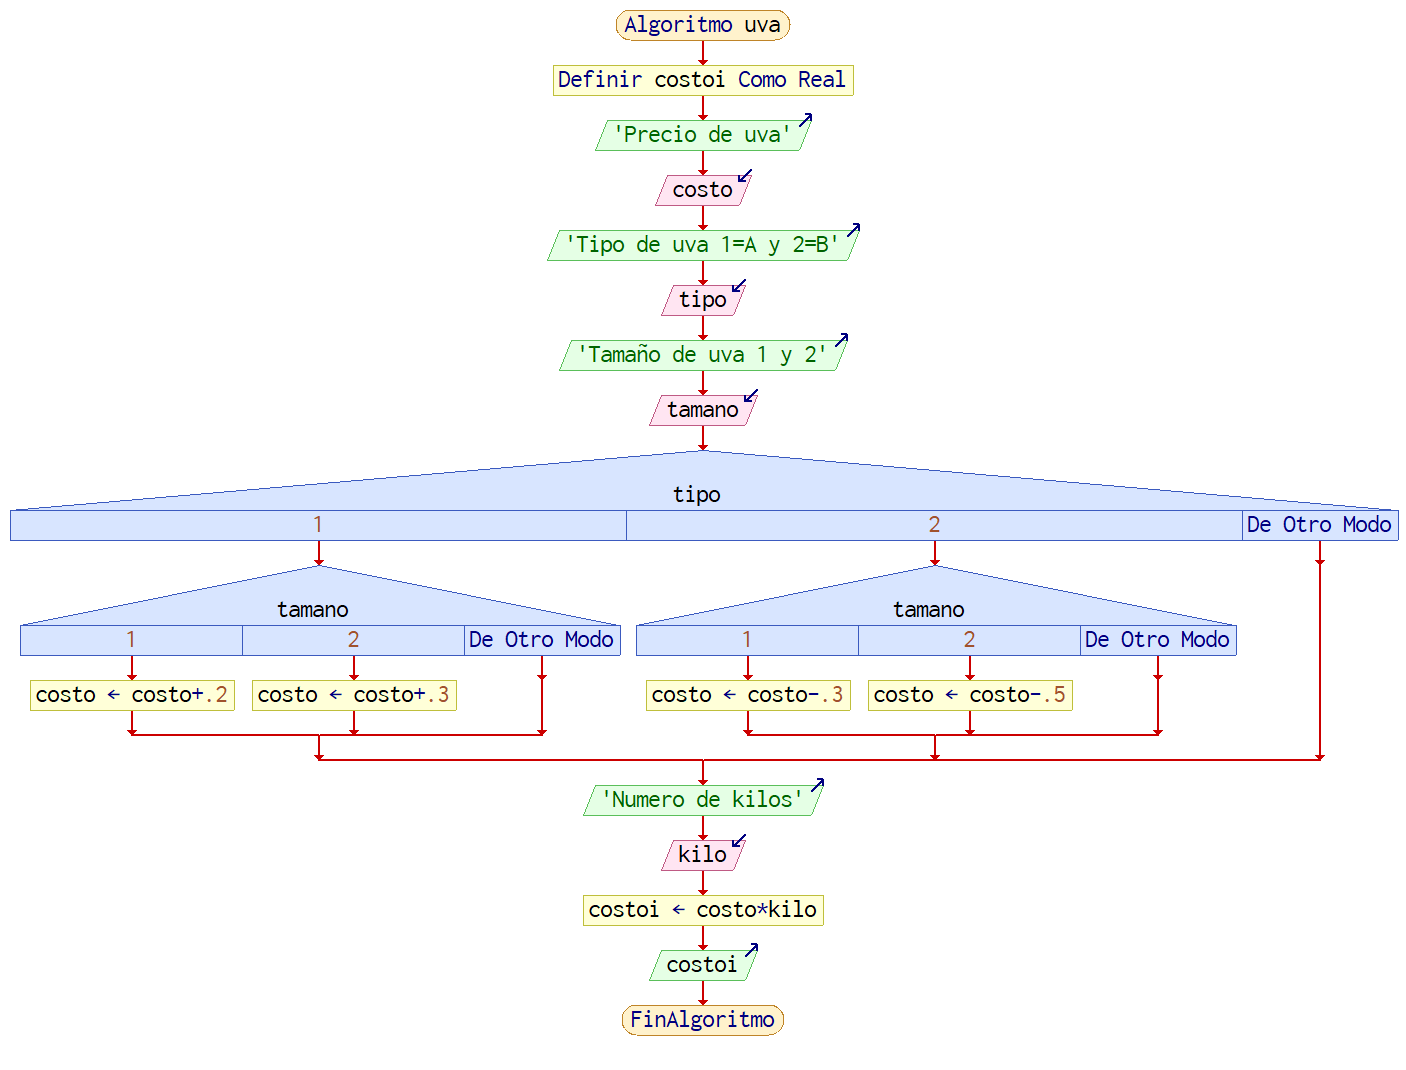 Algoritmo uva
Definir costoi Como Real
'Precio de uva'
costo
'Tipo de uva 1=A y 2=B'
tipo
'Tamaño de uva 1 y 2'
tamano
tipo
1 2 De Otro Modo
tamano tamano
1 2 De Otro Modo 1 2 De Otro Modo
costo ← costo+.2 costo ← costo+.3 costo ← costo-.3 costo ← costo-.5
'Numero de kilos'
kilo
costoi ← costo*kilo
costoi
FinAlgoritmo